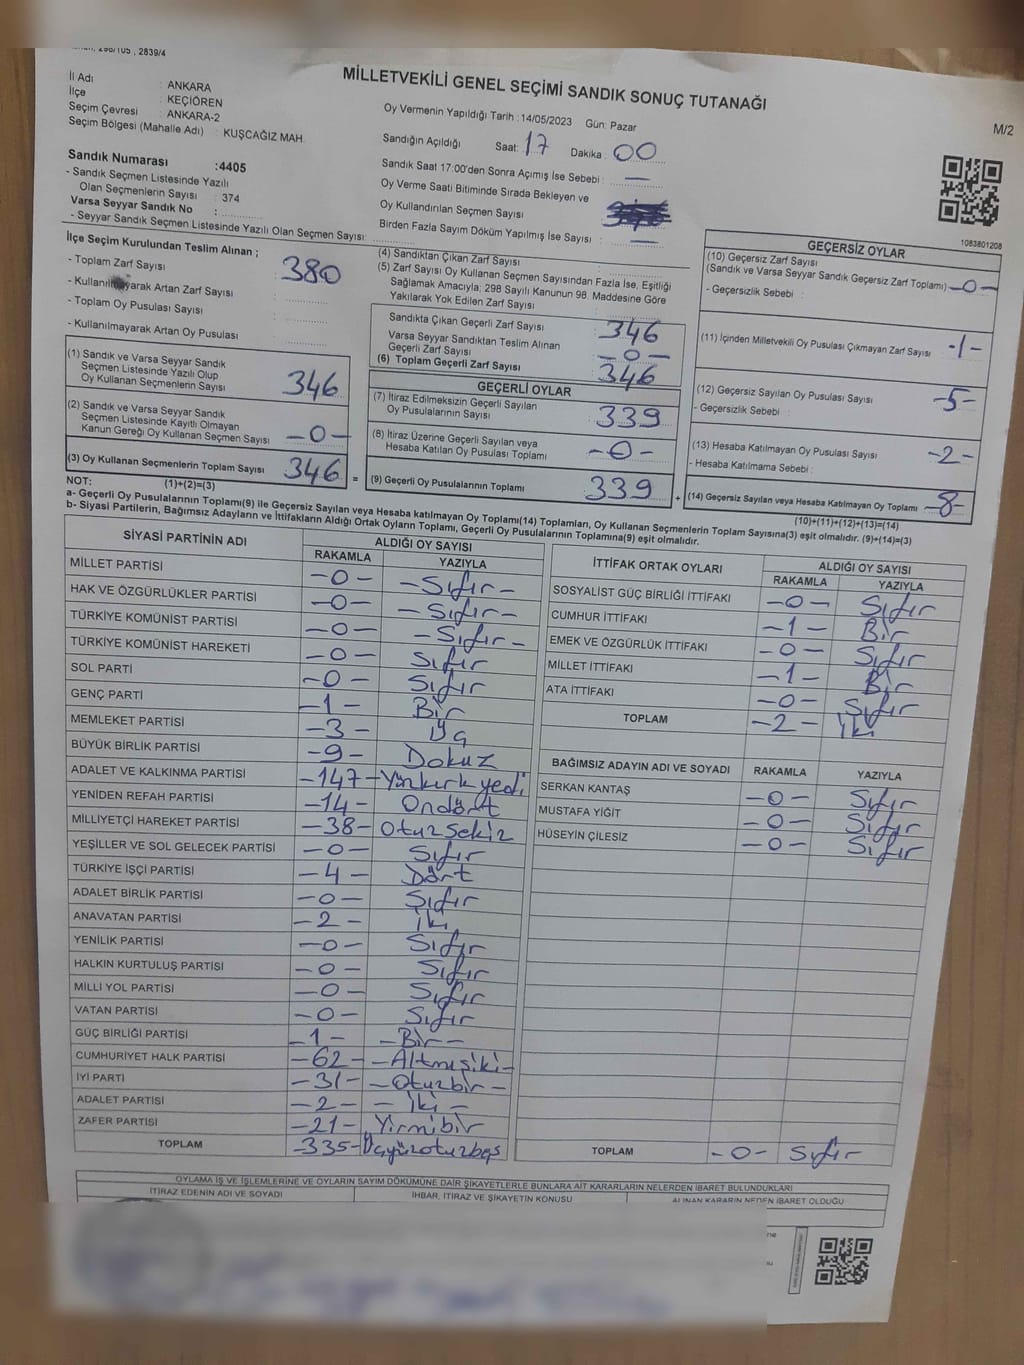 298/105 , 2839/4
MİLLETVEKİLİ GENEL SEÇİMİ SANDIK SONUÇ TUTANAĞI
M/2
İl Adı : ANKARA
İlçe : KEÇİÖREN
Seçim Çevresi : ANKARA-2
Seçim Bölgesi (Mahalle Adı) : KUŞCAĞIZ MAH.
Sandık Numarası :4405
- Sandık Seçmen Listesinde Yazılı
Olan Seçmenlerin Sayısı : 374
Varsa Seyyar Sandık No :
- Seyyar Sandık Seçmen Listesinde Yazılı Olan Seçmen Sayısı:
Oy Vermenin Yapıldığı Tarih :14/05/2023 Gün: Pazar
Sandığın Açıldığı Saat: 17 Dakika : 00
Sandık Saat 17:00'den Sonra Açımış İse Sebebi : —
Oy Verme Saati Bitiminde Sırada Bekleyen ve
Oy Kullandırılan Seçmen Sayısı
Birden Fazla Sayım Döküm Yapılmış İse Sayısı : —
1083801208
İlçe Seçim Kurulundan Teslim Alınan ;
- Toplam Zarf Sayısı : 380
- Kullanılmayarak Artan Zarf Sayısı :
- Toplam Oy Pusulası Sayısı :
- Kullanılmayarak Artan Oy Pusulası
(1) Sandık ve Varsa Seyyar Sandık
Seçmen Listesinde Yazılı Olup
Oy Kullanan Seçmenlerin Sayısı : 346
(2) Sandık ve Varsa Seyyar Sandık
Seçmen Listesinde Kayıtlı Olmayan
Kanun Gereği Oy Kullanan Seçmen Sayısı —0—
(3) Oy Kullanan Seçmenlerin Toplam Sayısı 346 =
(1)+(2)=(3)
(4) Sandıktan Çıkan Zarf Sayısı :
(5) Zarf Sayısı Oy Kullanan Seçmen Sayısından Fazla İse, Eşitliği
Sağlamak Amacıyla; 298 Sayılı Kanunun 98. Maddesine Göre
Yakılarak Yok Edilen Zarf Sayısı :
Sandıkta Çıkan Geçerli Zarf Sayısı : 346
Varsa Seyyar Sandıktan Teslim Alınan
Geçerli Zarf Sayısı —0—
(6) Toplam Geçerli Zarf Sayısı : 346
GEÇERLİ OYLAR
(7) İtiraz Edilmeksizin Geçerli Sayılan
Oy Pusulalarının Sayısı : 339
(8) İtiraz Üzerine Geçerli Sayılan veya
Hesaba Katılan Oy Pusulası Toplamı : —0—
(9) Geçerli Oy Pusulalarının Toplamı 339 +
GEÇERSİZ OYLAR
(10) Geçersiz Zarf Sayısı
(Sandık ve Varsa Seyyar Sandık Geçersiz Zarf Toplamı) —0—
- Geçersizlik Sebebi :
(11) İçinden Milletvekili Oy Pusulası Çıkmayan Zarf Sayısı -1-
(12) Geçersiz Sayılan Oy Pusulası Sayısı -5-
- Geçersizlik Sebebi :
(13) Hesaba Katılmayan Oy Pusulası Sayısı -2-
- Hesaba Katılmama Sebebi :
(14) Geçersiz Sayılan veya Hesaba Katılmayan Oy Toplamı -8-
(10)+(11)+(12)+(13)=(14)
NOT:
a- Geçerli Oy Pusulalarının Toplamı(9) ile Geçersiz Sayılan veya Hesaba katılmayan Oy Toplamı(14) Toplamları, Oy Kullanan Seçmenlerin Toplam Sayısına(3) eşit olmalıdır. (9)+(14)=(3)
b- Siyasi Partilerin, Bağımsız Adayların ve İttifakların Aldığı Ortak Oyların Toplamı, Geçerli Oy Pusulalarının Toplamına(9) eşit olmalıdır.
SİYASİ PARTİNİN ADI ALDIĞI OY SAYISI
RAKAMLA YAZIYLA
MİLLET PARTİSİ —0— —Sıfır—
HAK VE ÖZGÜRLÜKLER PARTİSİ —0— —Sıfır—
TÜRKİYE KOMÜNİST PARTİSİ —0— —Sıfır—
TÜRKİYE KOMÜNİST HAREKETİ —0— Sıfır
SOL PARTİ —0— Sıfır
GENÇ PARTİ —1— Bir
MEMLEKET PARTİSİ —3— Üç
BÜYÜK BİRLİK PARTİSİ -9- Dokuz
ADALET VE KALKINMA PARTİSİ -147- Yüzkırkyedi
YENİDEN REFAH PARTİSİ -14- Ondört
MİLLİYETÇİ HAREKET PARTİSİ -38- Otuzsekiz
YEŞİLLER VE SOL GELECEK PARTİSİ -0- Sıfır
TÜRKİYE İŞÇİ PARTİSİ -4- Dört
ADALET BİRLİK PARTİSİ -0- Sıfır
ANAVATAN PARTİSİ -2- İki
YENİLİK PARTİSİ -0- Sıfır
HALKIN KURTULUŞ PARTİSİ -0- Sıfır
MİLLİ YOL PARTİSİ -0- Sıfır
VATAN PARTİSİ -0- Sıfır
GÜÇ BİRLİĞİ PARTİSİ -1- -Bir-
CUMHURİYET HALK PARTİSİ -62- -Altmışiki-
İYİ PARTİ -31- -Otuzbir-
ADALET PARTİSİ -2- -İki-
ZAFER PARTİSİ -21- Yirmibir
TOPLAM -335- Üçyüzotuzbeş
İTTİFAK ORTAK OYLARI ALDIĞI OY SAYISI
RAKAMLA YAZIYLA
SOSYALİST GÜÇ BİRLİĞİ İTTİFAKI -0- Sıfır
CUMHUR İTTİFAKI -1- Bir
EMEK VE ÖZGÜRLÜK İTTİFAKI -0- Sıfır
MİLLET İTTİFAKI -1- Bir
ATA İTTİFAKI -0- Sıfır
TOPLAM -2- İki
BAĞIMSIZ ADAYIN ADI VE SOYADI RAKAMLA YAZIYLA
SERKAN KANTAŞ -0- Sıfır
MUSTAFA YİĞİT -0- Sıfır
HÜSEYİN ÇİLESİZ -0- Sıfır
TOPLAM -0- Sıfır
OYLAMA İŞ VE İŞLEMLERİNE VE OYLARIN SAYIM DÖKÜMÜNE DAİR ŞİKAYETLERLE BUNLARA AİT KARARLARIN NELERDEN İBARET BULUNDUKLARI
İTİRAZ EDENİN ADI VE SOYADI İHBAR, İTİRAZ VE ŞİKAYETİN KONUSU ALINAN KARARIN NEDEN İBARET OLDUĞU